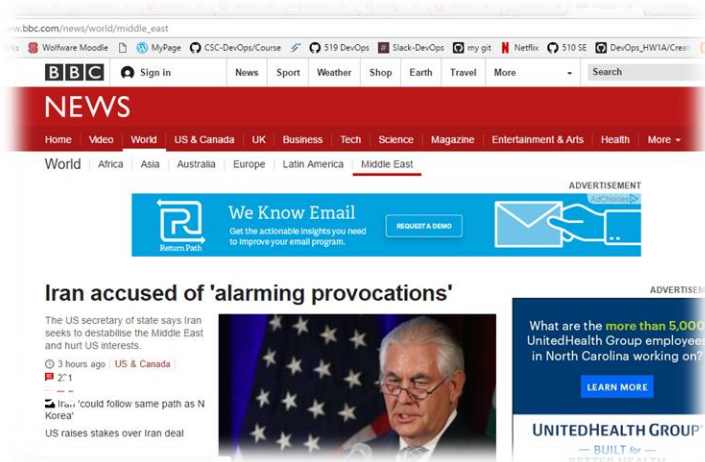 www.bbc.com/news/world/middle_east
Wolfware Moodle MyPage CSC-DevOps/Course 519 DevOps Slack-DevOps my git Netflix 510 SE DevOps_HW1A/Creat
BBC Sign in News Sport Weather Shop Earth Travel More Search
NEWS
Home Video World US & Canada UK Business Tech Science Magazine Entertainment & Arts Health More
World Africa Asia Australia Europe Latin America Middle East
ADVERTISEMENT
AdChoices
We Know Email
Get the actionable insights you need
to improve your email program.
REQUEST A DEMO
Return Path
Iran accused of 'alarming provocations'
ADVERTISEM
The US secretary of state says Iran
seeks to destabilise the Middle East
and hurt US interests.
3 hours ago US & Canada
Iran 'could follow same path as N
Korea'
US raises stakes over Iran deal
What are the more than 5,000
UnitedHealth Group employees
in North Carolina working on?
LEARN MORE
UNITEDHEALTH GROUP
BUILT for
BETTER HEALTH